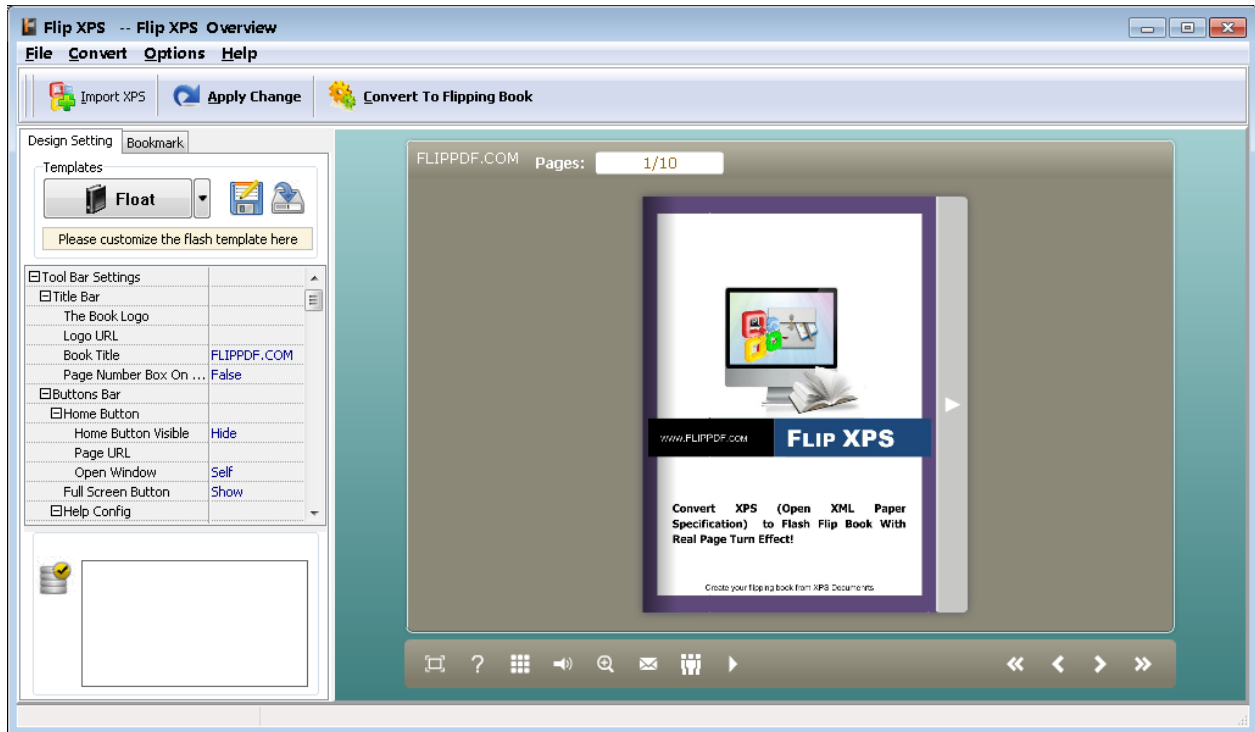 Flip XPS -- Flip XPS Overview
File Convert Options Help
Import XPS Apply Change Convert To Flipping Book
Design Setting Bookmark
Templates
Float
Please customize the flash template here
Tool Bar Settings
Title Bar
The Book Logo
Logo URL
Book Title FLIPPDF.COM
Page Number Box On ... False
Buttons Bar
Home Button
Home Button Visible Hide
Page URL
Open Window Self
Full Screen Button Show
Help Config
FLIPPDF.COM Pages: 1/10
WWW.FLIPPDF.COM FLIP XPS
Convert XPS (Open XML Paper
Specification) to Flash Flip Book With
Real Page Turn Effect!
Create your flipping book from XPS Documents